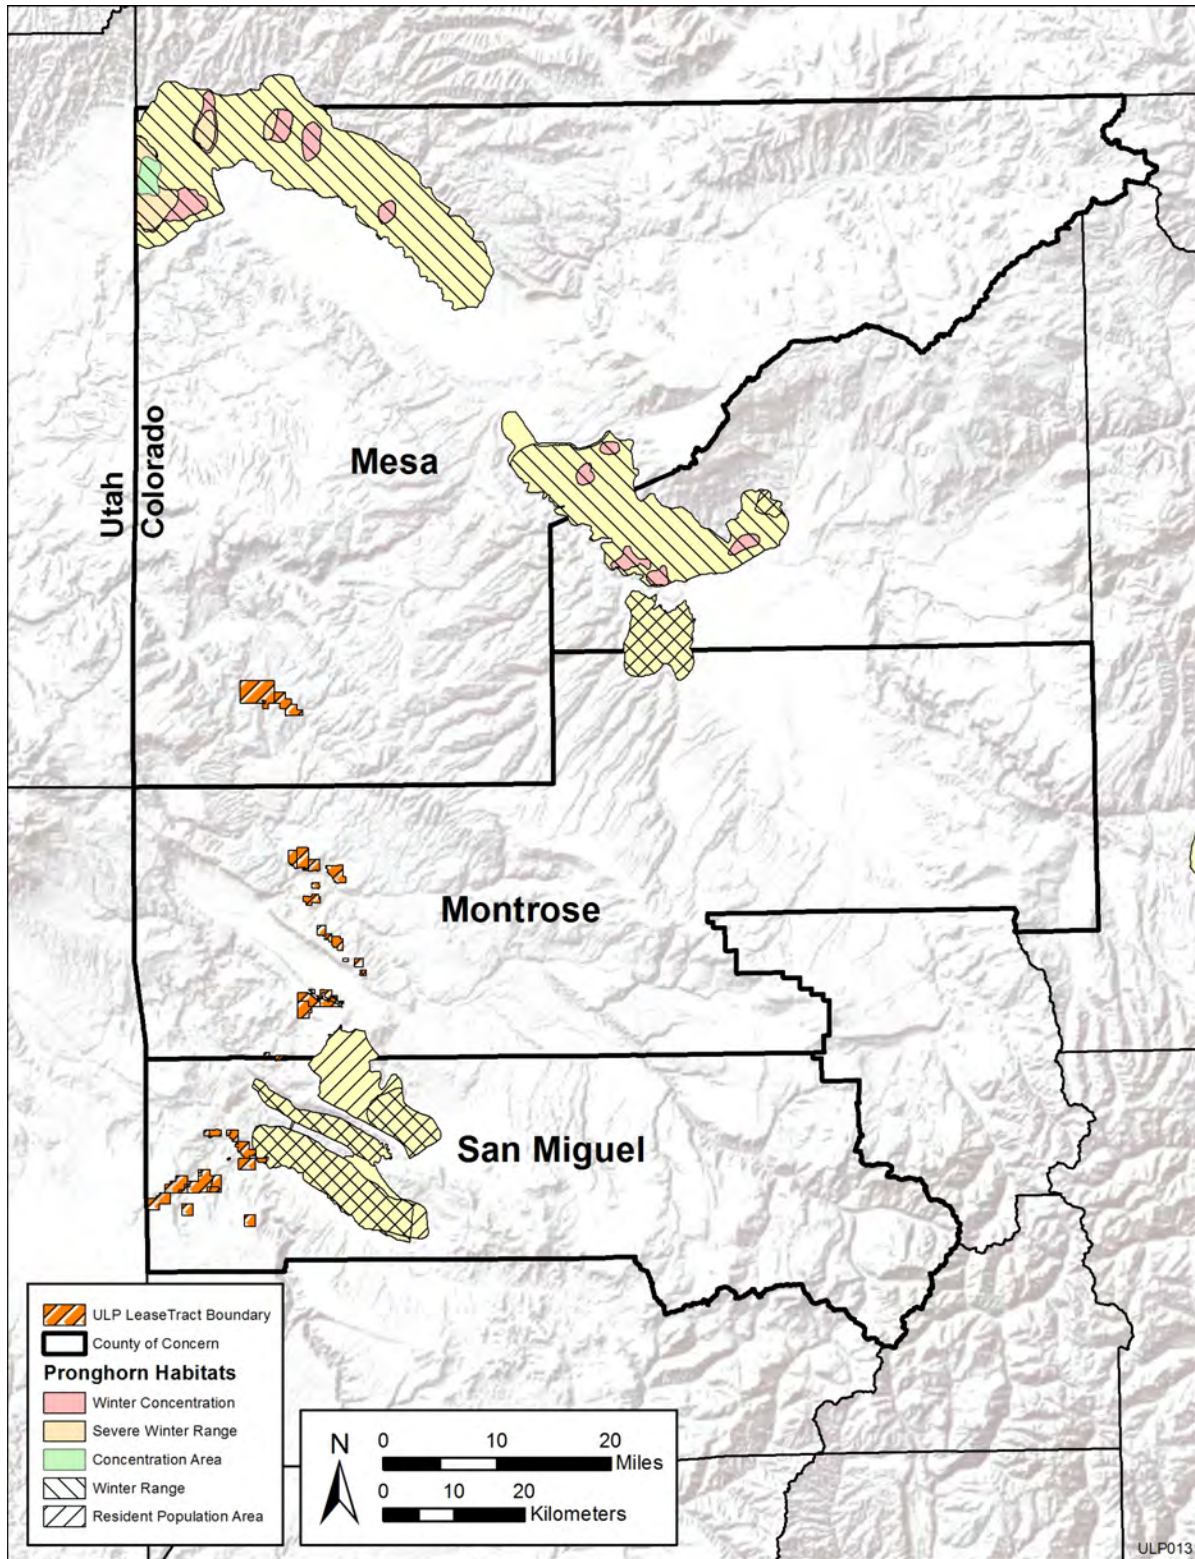 Utah
Colorado
Mesa
Montrose
San Miguel
ULP LeaseTract Boundary
County of Concern
Pronghorn Habitats
Winter Concentration
Severe Winter Range
Concentration Area
Winter Range
Resident Population Area
N
0 10 20
Miles
0 10 20
Kilometers
ULP013